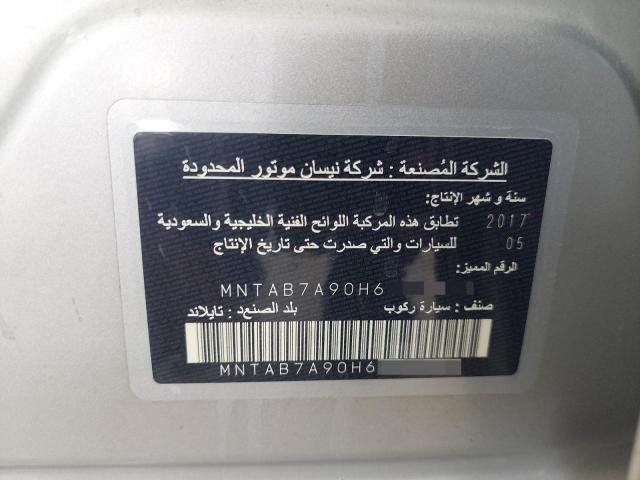 الشركة المُصنعة : شركة نيسان موتور المحدودة
سنة و شهر الإنتاج:
2017 تطابق هذه المركبة اللوائح الفنية الخليجية والسعودية
05 للسيارات والتي صدرت حتى تاريخ الإنتاج
الرقم المميز:
MNTAB7A90H6
صنف : سيارة ركوب بلد الصنعد : تايلاند
MNTAB7A90H6